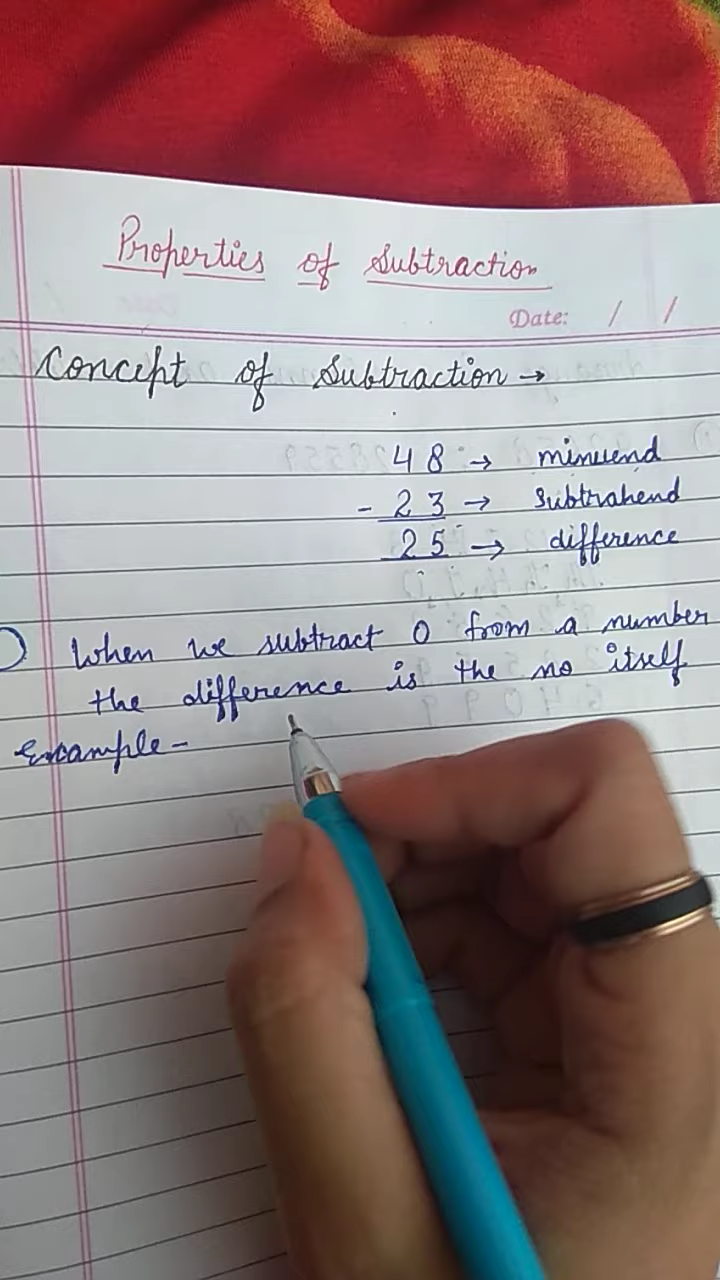 Properties of Subtraction
Date: / /
Concept of Subtraction →
48 → minuend
- 23 → Subtrahend
25 → difference
When we subtract 0 from a number
the difference is the no itself
Example -